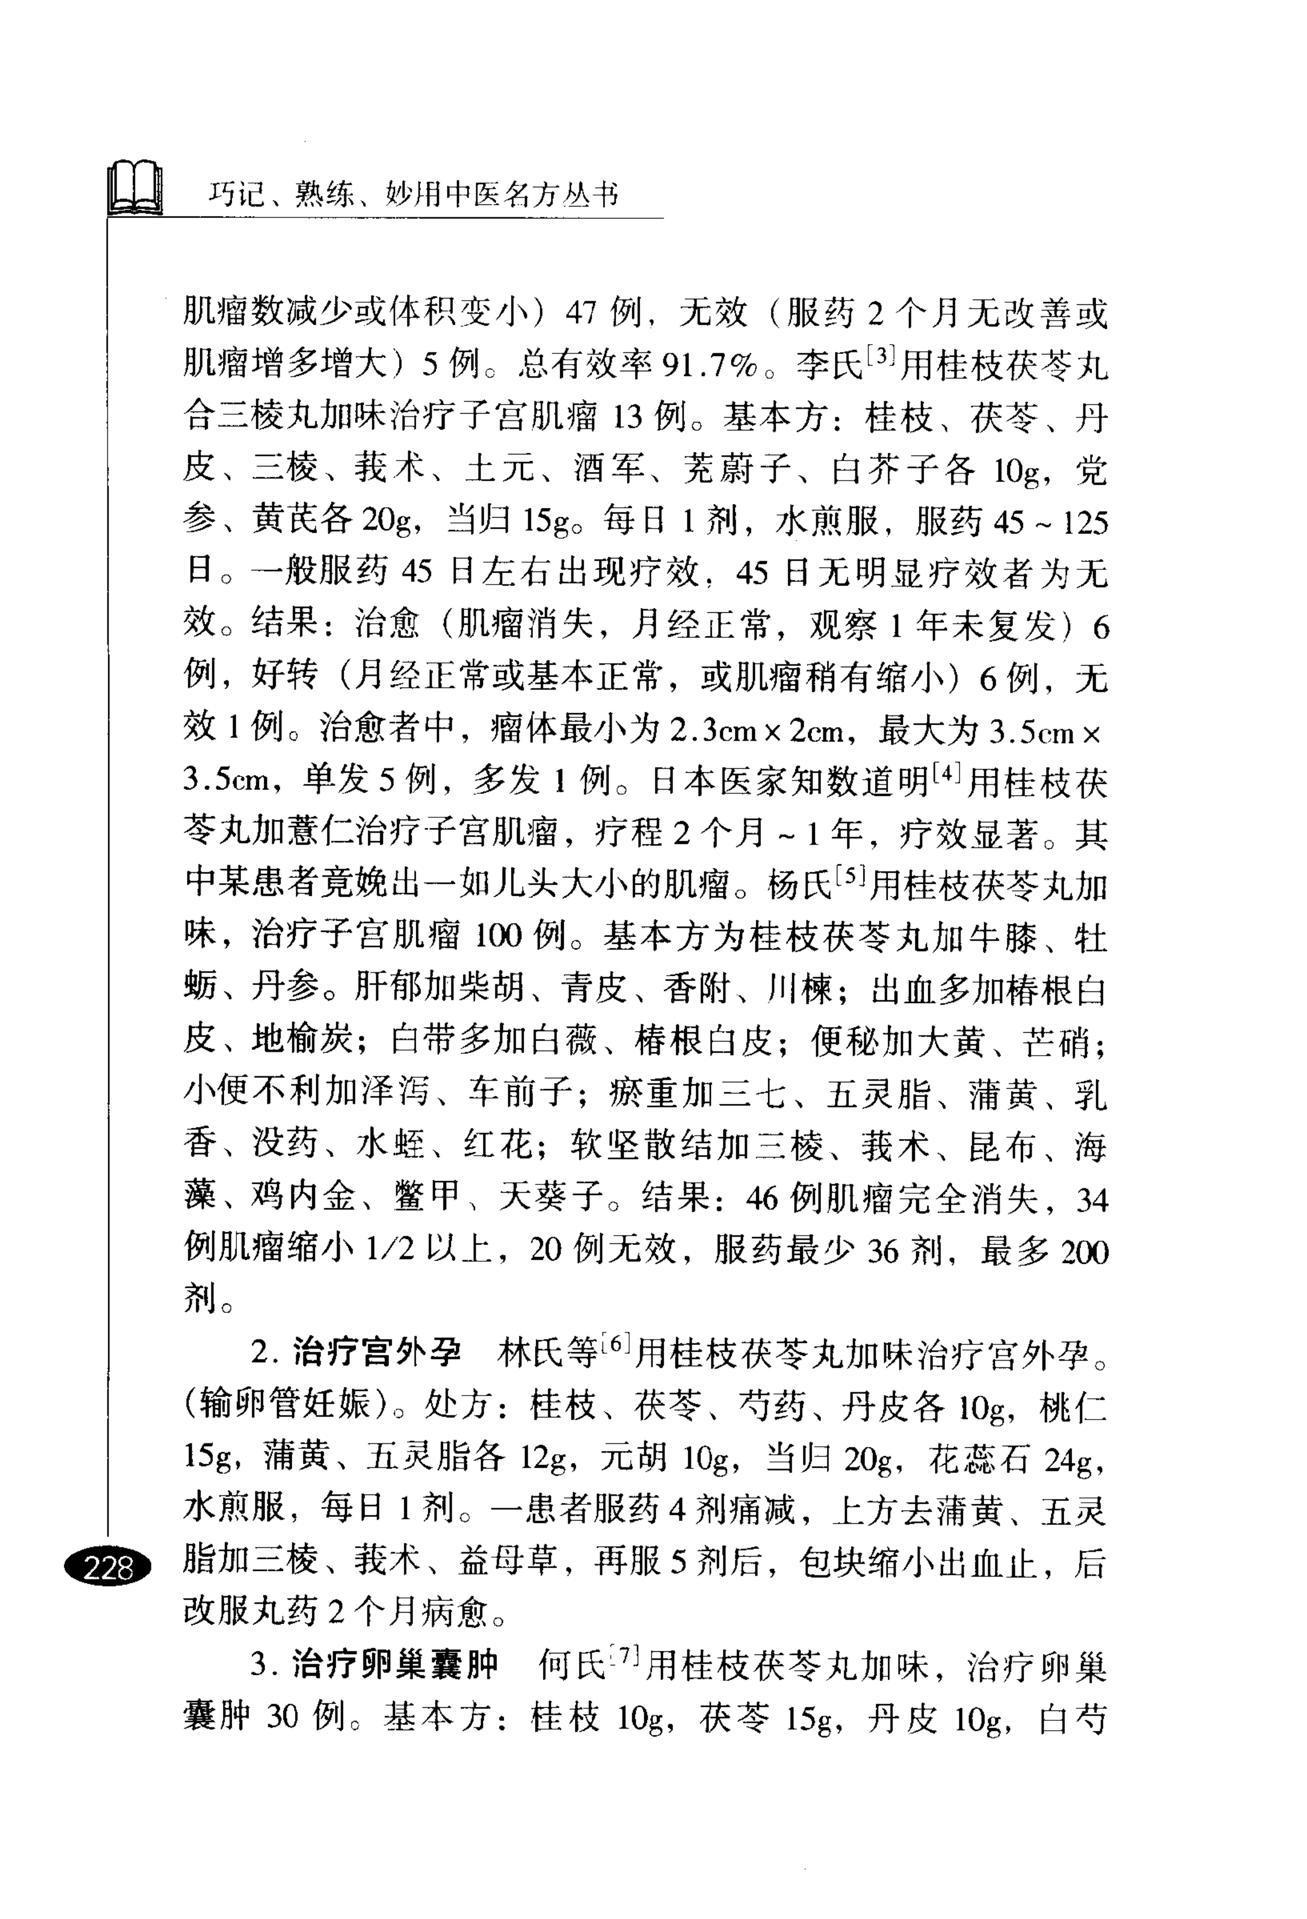 巧记、熟练、妙用中医名方丛书
肌瘤数减少或体积变小）47 例，无效（服药 2 个月无改善或
肌瘤增多增大）5 例。总有效率 91.7%。李氏[3]用桂枝茯苓丸
合三棱丸加味治疗子宫肌瘤 13 例。基本方：桂枝、茯苓、丹
皮、三棱、莪术、土元、酒军、茺蔚子、白芥子各 10g，党
参、黄芪各 20g，当归 15g。每日 1 剂，水煎服，服药 45～125
日。一般服药 45 日左右出现疗效，45 日无明显疗效者为无
效。结果：治愈（肌瘤消失，月经正常，观察 1 年未复发）6
例，好转（月经正常或基本正常，或肌瘤稍有缩小）6 例，无
效 1 例。治愈者中，瘤体最小为 2.3cm×2cm，最大为 3.5cm×
3.5cm，单发 5 例，多发 1 例。日本医家知数道明[4]用桂枝茯
苓丸加薏仁治疗子宫肌瘤，疗程 2 个月～1 年，疗效显著。其
中某患者竟娩出一如儿头大小的肌瘤。杨氏[5]用桂枝茯苓丸加
味，治疗子宫肌瘤 100 例。基本方为桂枝茯苓丸加牛膝、牡
蛎、丹参。肝郁加柴胡、青皮、香附、川楝；出血多加椿根白
皮、地榆炭；白带多加白薇、椿根白皮；便秘加大黄、芒硝；
小便不利加泽泻、车前子；瘀重加三七、五灵脂、蒲黄、乳
香、没药、水蛭、红花；软坚散结加三棱、莪术、昆布、海
藻、鸡内金、鳖甲、天葵子。结果：46 例肌瘤完全消失，34
例肌瘤缩小 1/2 以上，20 例无效，服药最少 36 剂，最多 200
剂。
2. 治疗宫外孕　林氏等[6]用桂枝茯苓丸加味治疗宫外孕。
（输卵管妊娠）。处方：桂枝、茯苓、芍药、丹皮各 10g，桃仁
15g，蒲黄、五灵脂各 12g，元胡 10g，当归 20g，花蕊石 24g，
水煎服，每日 1 剂。一患者服药 4 剂痛减，上方去蒲黄、五灵
脂加三棱、莪术、益母草，再服 5 剂后，包块缩小出血止，后
改服丸药 2 个月病愈。
3. 治疗卵巢囊肿　何氏[7]用桂枝茯苓丸加味，治疗卵巢
囊肿 30 例。基本方：桂枝 10g，茯苓 15g，丹皮 10g，白芍
228